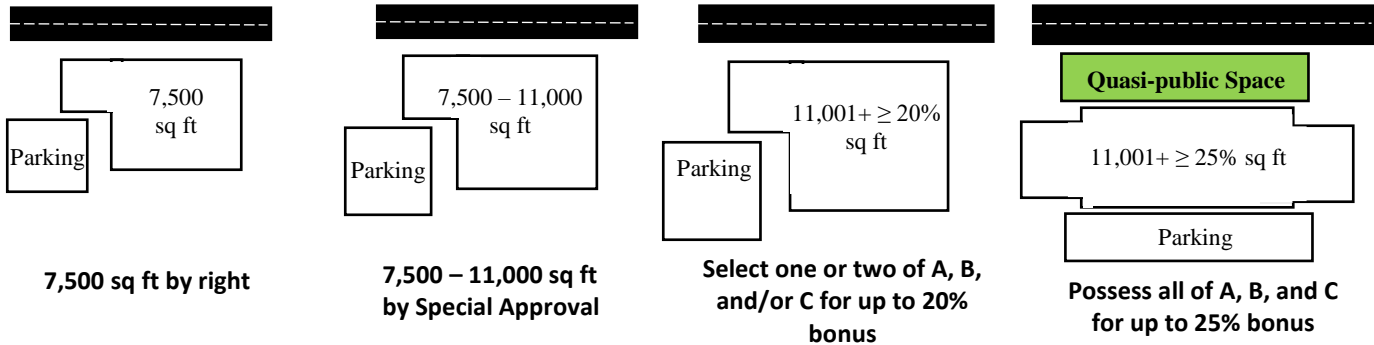 7,500
sq ft
Parking
7,500 sq ft by right
7,500 – 11,000
sq ft
Parking
7,500 – 11,000 sq ft
by Special Approval
11,001+ ≥ 20%
sq ft
Parking
Select one or two of A, B,
and/or C for up to 20%
bonus
Quasi-public Space
11,001+ ≥ 25% sq ft
Parking
Possess all of A, B, and C
for up to 25% bonus